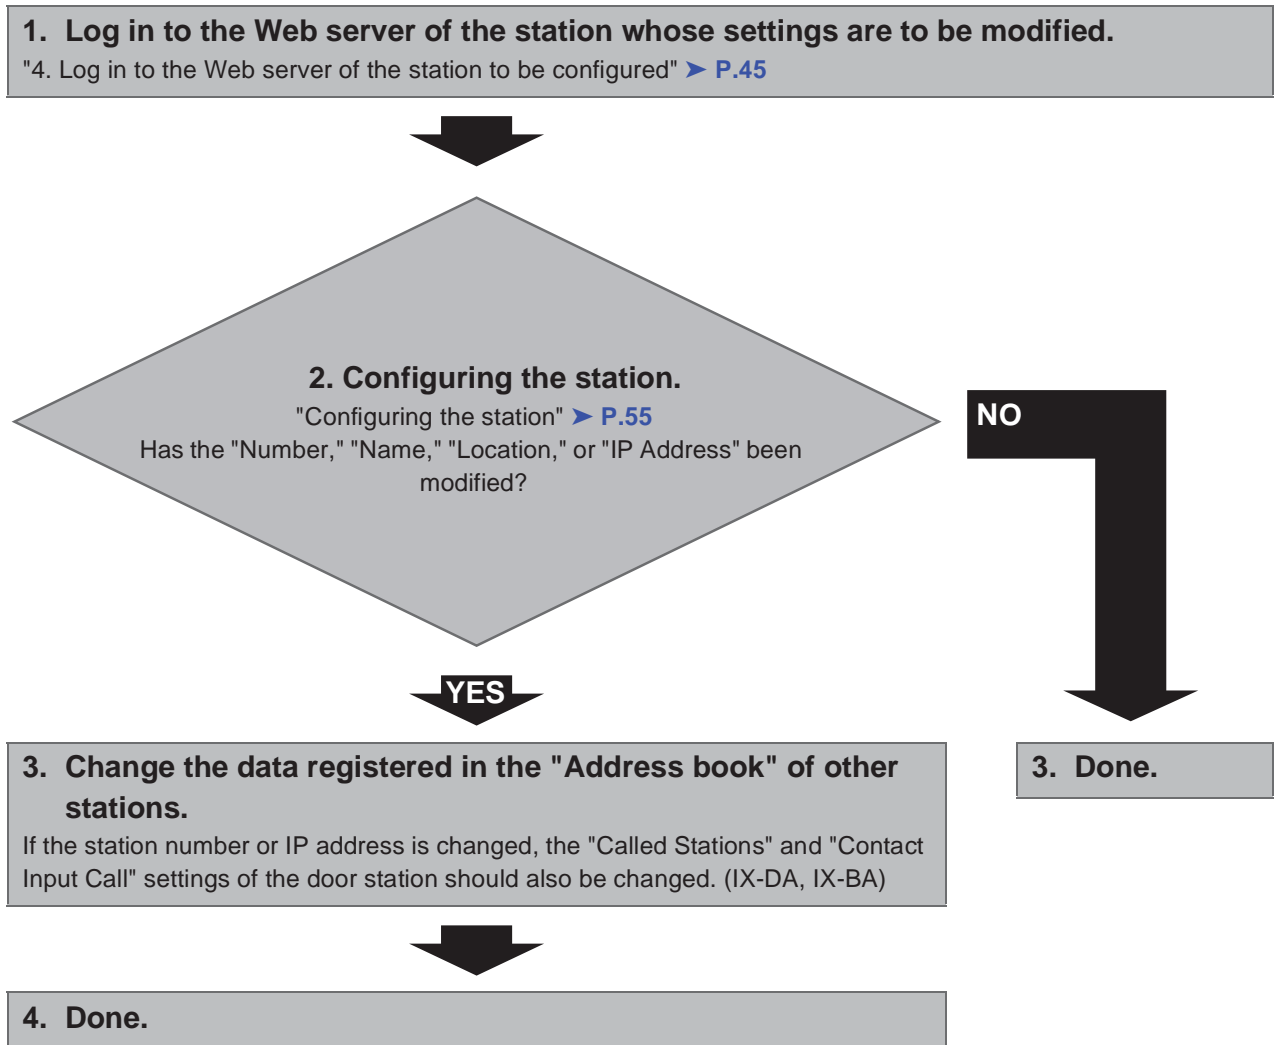 1. Log in to the Web server of the station whose settings are to be modified.
"4. Log in to the Web server of the station to be configured" ➤ P.45
2. Configuring the station.
"Configuring the station" ➤ P.55
Has the "Number," "Name," "Location," or "IP Address" been
modified?
NO
YES
3. Change the data registered in the "Address book" of other
stations.
If the station number or IP address is changed, the "Called Stations" and "Contact
Input Call" settings of the door station should also be changed. (IX-DA, IX-BA)
3. Done.
4. Done.